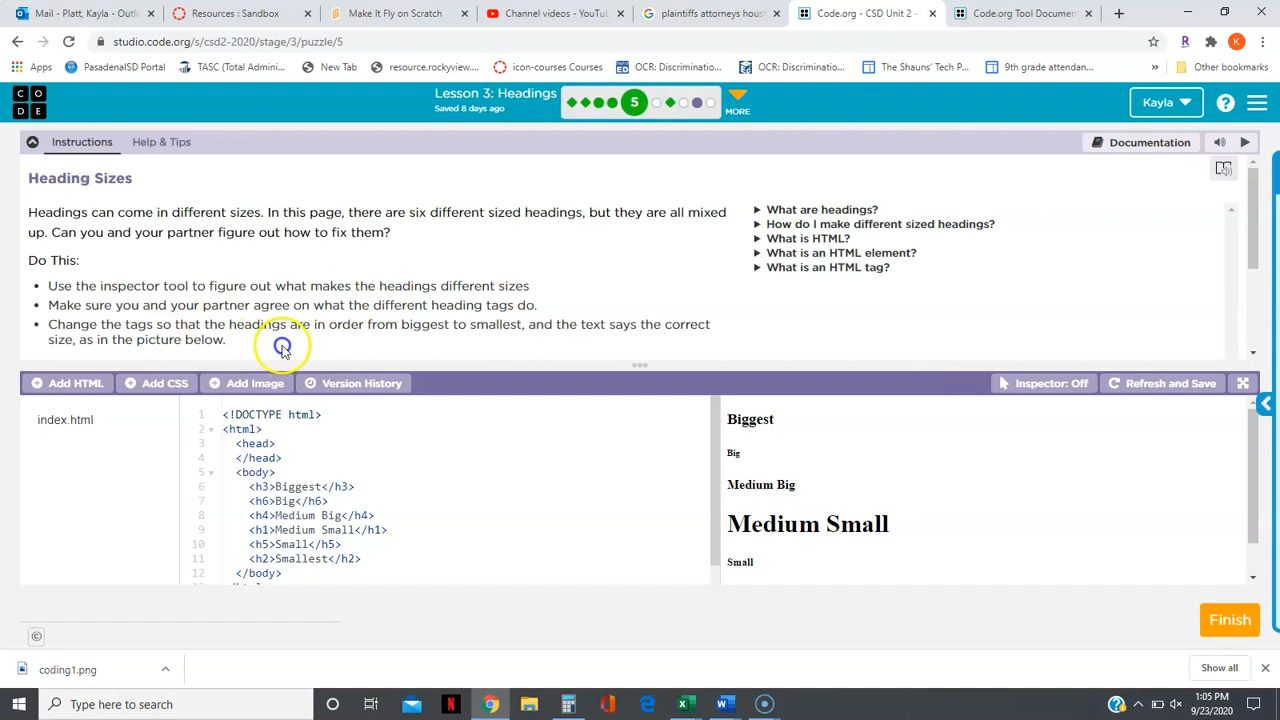 Mail - Platt, Kayla - Outlo
Resources : Sandbox
Make It Fly on Scratch
Channel videos - YouTu
plaintiffs attorneys hous
Code.org - CSD Unit 2 -
Code.org Tool Documen
studio.code.org/s/csd2-2020/stage/3/puzzle/5
R
K
Apps
PasadenaISD Portal
TASC (Total Admini...
New Tab
resource.rockyview...
icon-courses Courses
OCR: Discriminatio...
OCR: Discriminatio...
The Shauns' Tech P...
9th grade attendan...
»
Other bookmarks
C O
D E
Lesson 3: Headings
Saved 8 days ago
5
MORE
Kayla
?
Instructions
Help & Tips
Documentation
Heading Sizes
Headings can come in different sizes. In this page, there are six different sized headings, but they are all mixed
up. Can you and your partner figure out how to fix them?
Do This:
• Use the inspector tool to figure out what makes the headings different sizes
• Make sure you and your partner agree on what the different heading tags do.
• Change the tags so that the headings are in order from biggest to smallest, and the text says the correct
size, as in the picture below.
What are headings?
How do I make different sized headings?
What is HTML?
What is an HTML element?
What is an HTML tag?
Add HTML
Add CSS
Add Image
Version History
Inspector: Off
Refresh and Save
index.html
1 <!DOCTYPE html>
2 <html>
3 <head>
4 </head>
5 <body>
6 <h3>Biggest</h3>
7 <h6>Big</h6>
8 <h4>Medium Big</h4>
9 <h1>Medium Small</h1>
10 <h5>Small</h5>
11 <h2>Smallest</h2>
12 </body>
Biggest
Big
Medium Big
Medium Small
Small
Finish
©
coding1.png
Show all
Type here to search
1:05 PM
9/23/2020